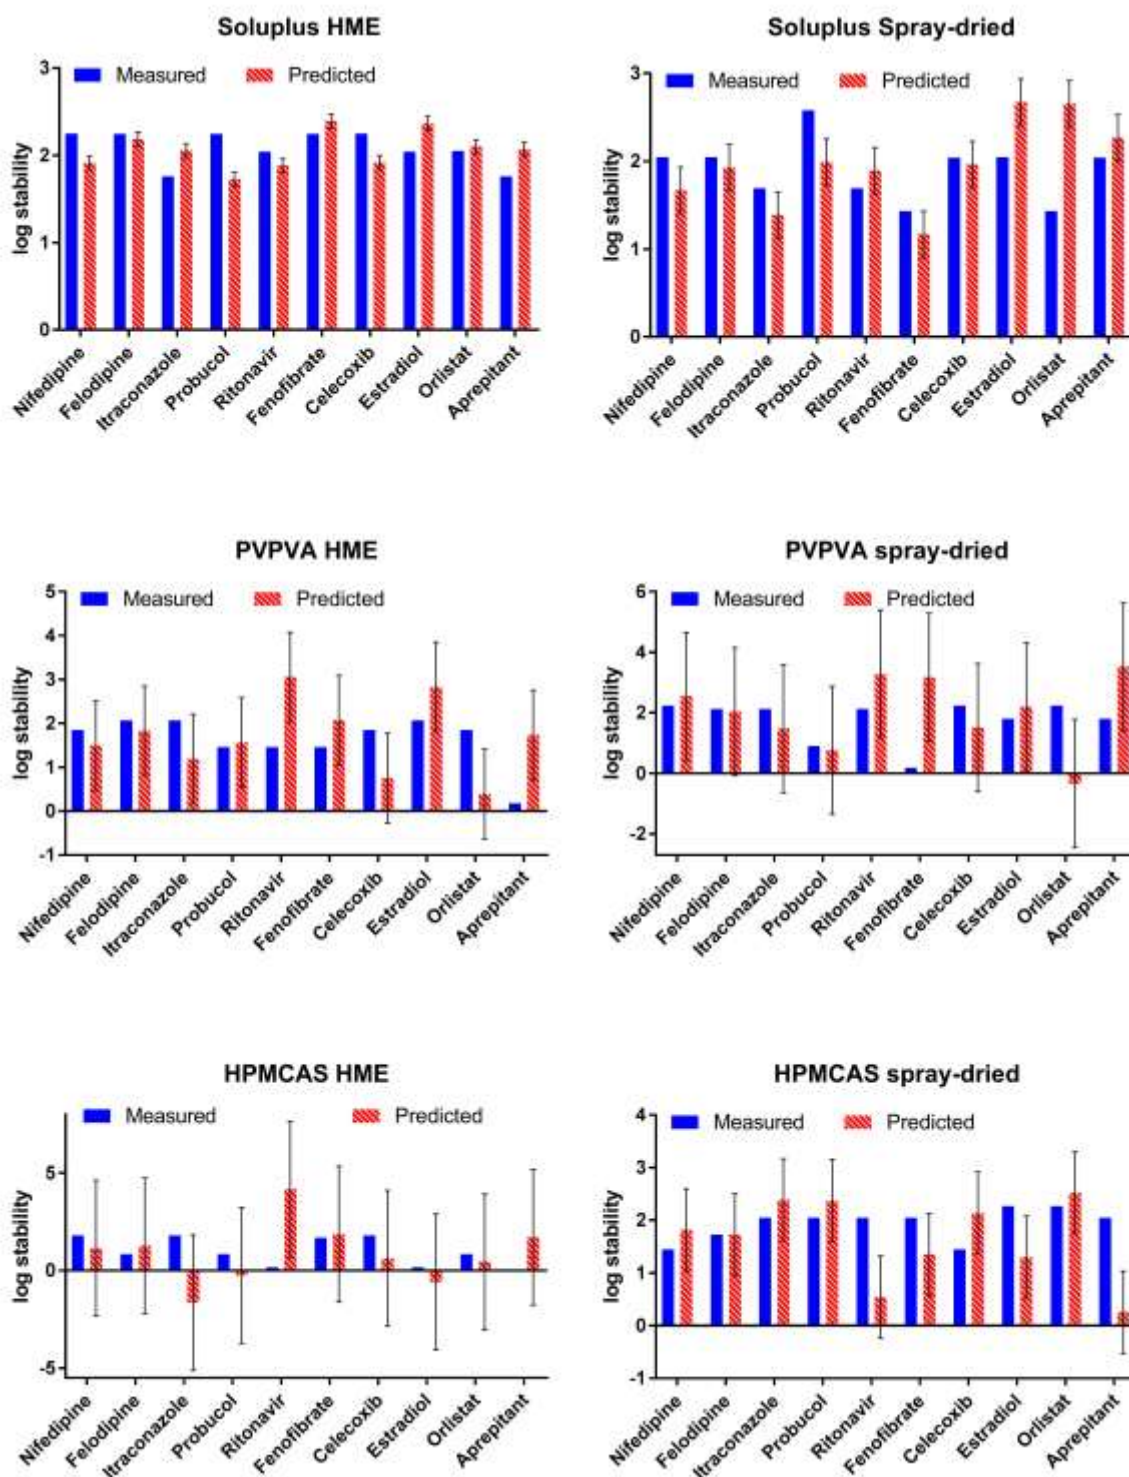 Soluplus HME
Measured Predicted
log stability
3
2
1
0
Nifedipine
Felodipine
Itraconazole
Probucol
Ritonavir
Fenofibrate
Celecoxib
Estradiol
Orlistat
Aprepitant
Soluplus Spray-dried
Measured Predicted
log stability
3
2
1
0
Nifedipine
Felodipine
Itraconazole
Probucol
Ritonavir
Fenofibrate
Celecoxib
Estradiol
Orlistat
Aprepitant
PVPVA HME
Measured Predicted
log stability
5
4
3
2
1
0
-1
Nifedipine
Felodipine
Itraconazole
Probucol
Ritonavir
Fenofibrate
Celecoxib
Estradiol
Orlistat
Aprepitant
PVPVA spray-dried
Measured Predicted
log stability
6
4
2
0
-2
Nifedipine
Felodipine
Itraconazole
Probucol
Ritonavir
Fenofibrate
Celecoxib
Estradiol
Orlistat
Aprepitant
HPMCAS HME
Measured Predicted
log stability
5
0
-5
Nifedipine
Felodipine
Itraconazole
Probucol
Ritonavir
Fenofibrate
Celecoxib
Estradiol
Orlistat
Aprepitant
HPMCAS spray-dried
Measured Predicted
log stability
4
3
2
1
0
-1
Nifedipine
Felodipine
Itraconazole
Probucol
Ritonavir
Fenofibrate
Celecoxib
Estradiol
Orlistat
Aprepitant